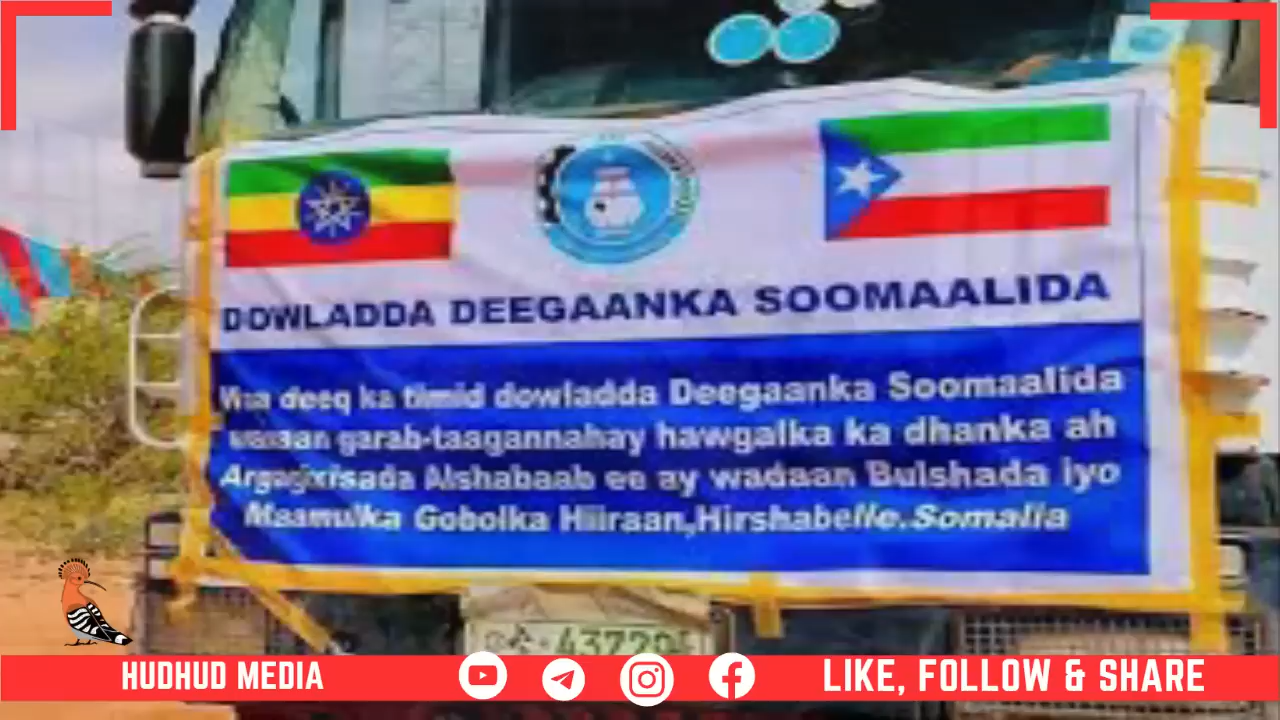 DOWLADDA DEEGAANKA SOOMAALIDA
Waa deeq ka timid dowladda Deegaanka Soomaalida
waxaan garab-taagannahay hawgalka ka dhanka ah
Argagixisada Alshabaab ee ay wadaan Bulshada iyo
Maamulka Gobolka Hiiraan,Hirshabelle.Somalia
HUDHUD MEDIA
LIKE, FOLLOW & SHARE